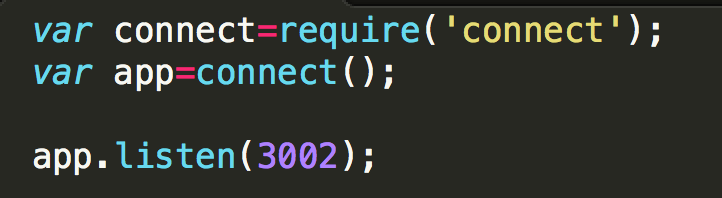 var connect=require('connect');
var app=connect();
app.listen(3002);